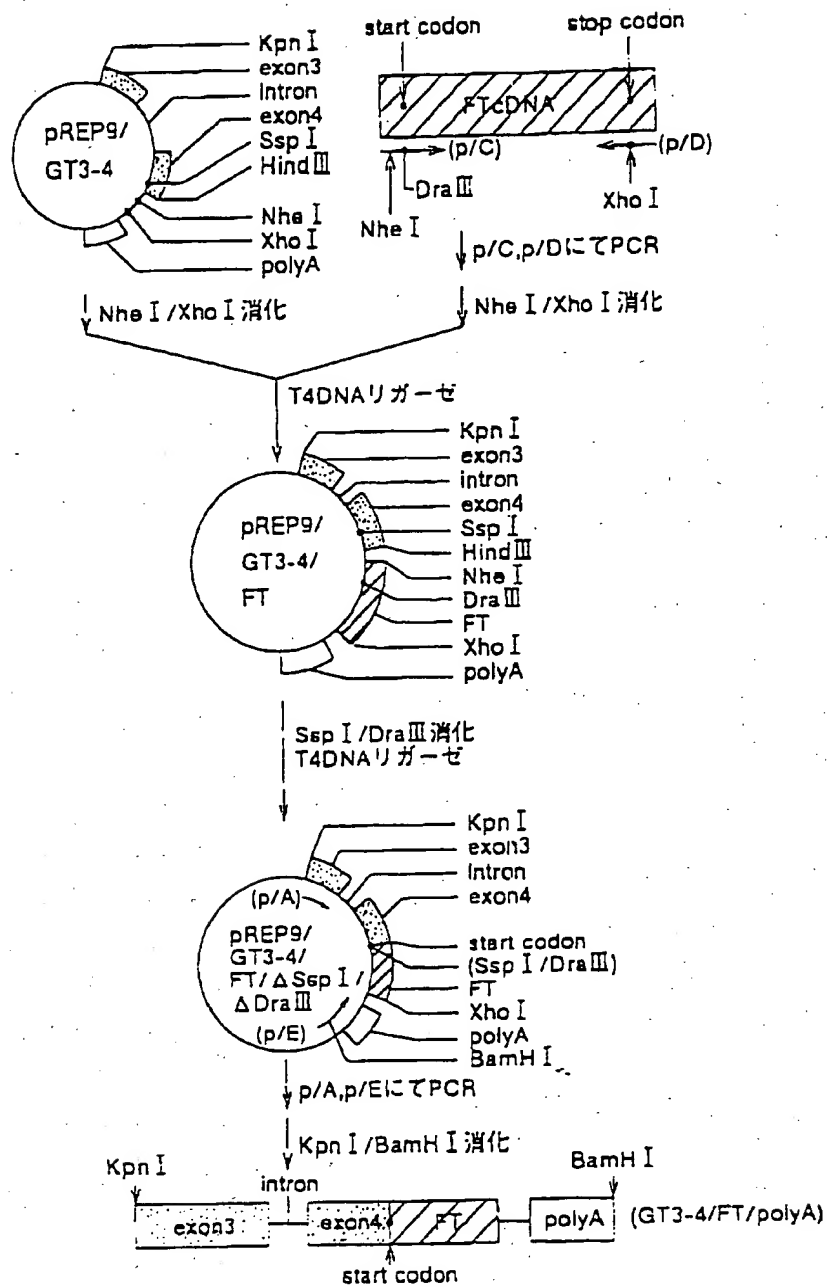 Kpn I
exon3
Intron
exon4
Ssp I
Hind III
Nhe I
Xho I
polyA
pREP9/
GT3-4
start codon
stop codon
FTcDNA
(p/C)
(p/D)
Dra III
Nhe I
Xho I
p/C,p/DにてPCR
Nhe I/Xho I 消化
Nhe I/Xho I 消化
T4DNAリガーゼ
Kpn I
exon3
intron
exon4
Ssp I
Hind III
Nhe I
Dra III
FT
Xho I
polyA
pREP9/
GT3-4/
FT
Ssp I/Dra III消化
T4DNAリガーゼ
Kpn I
exon3
Intron
exon4
start codon
(Ssp I/Dra III)
FT
Xho I
polyA
BamH I
(p/A)
pREP9/
GT3-4/
FT/ΔSsp I/
ΔDra III
(p/E)
p/A,p/EにてPCR
Kpn I/BamH I 消化
Kpn I
intron
BamH I
exon3
exon4
FT
polyA
(GT3-4/FT/polyA)
start codon